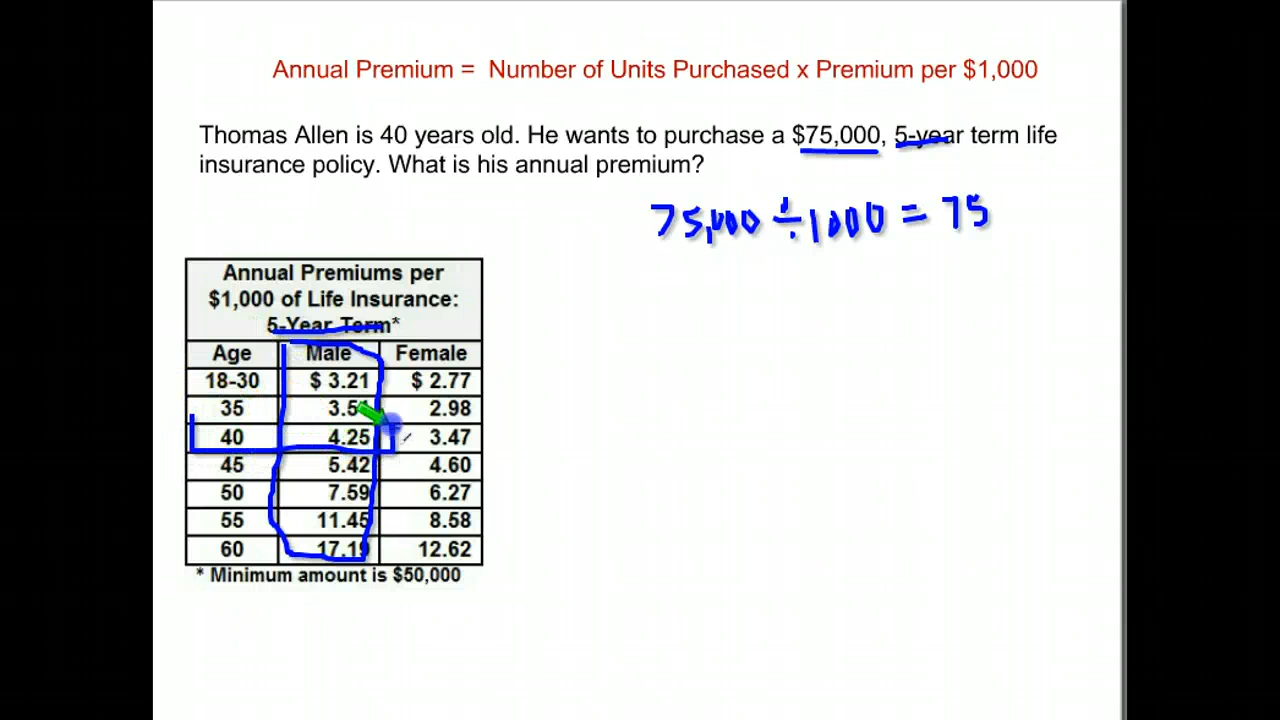 Annual Premium = Number of Units Purchased x Premium per $1,000
Thomas Allen is 40 years old. He wants to purchase a $75,000, 5-year term life
insurance policy. What is his annual premium?
75,000 ÷ 1000 = 75
Annual Premiums per
$1,000 of Life Insurance:
5-Year Term*
Age Male Female
18-30 $ 3.21 $ 2.77
35 2.98
40 4.25 3.47
45 5.42 4.60
50 7.59 6.27
55 11.45 8.58
60 17.19 12.62
* Minimum amount is $50,000